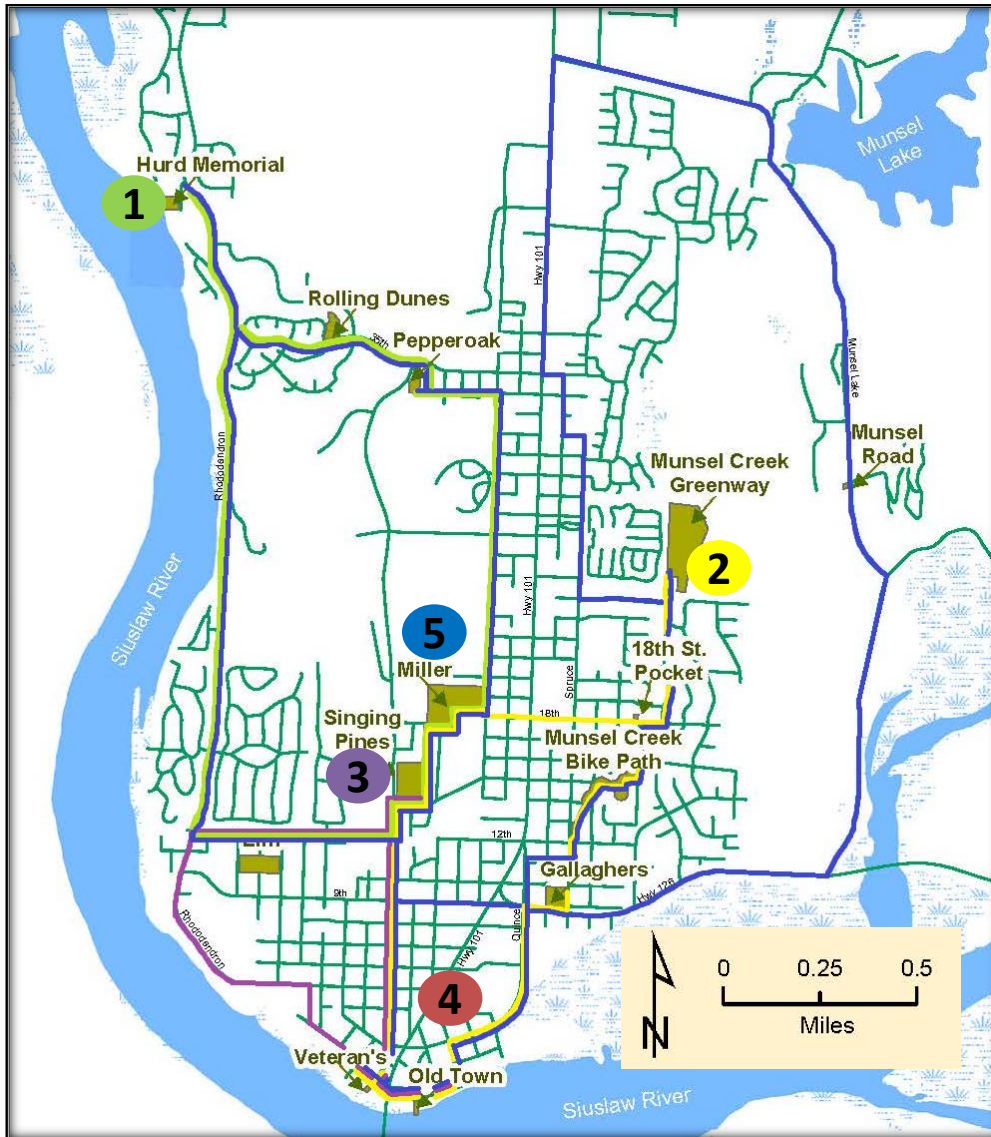 Munsel
Lake
Hurd Memorial
1
Hwy 101
Rolling Dunes
35th
Pepperoak
Munsel Lake
Munsel
Road
Munsel Creek
Greenway
Rhododendron
Siuslaw River
2
Hwy 101
5
Miller
18th St.
Pocket
Spruce
18th
Singing
Pines
Munsel Creek
Bike Path
3
12th
Elm
Gallaghers
9th
Hwy 126
Quince
Rhododendron
Hwy 101
4
Veteran's
Old Town
Siuslaw River
0 0.25 0.5
Miles
N